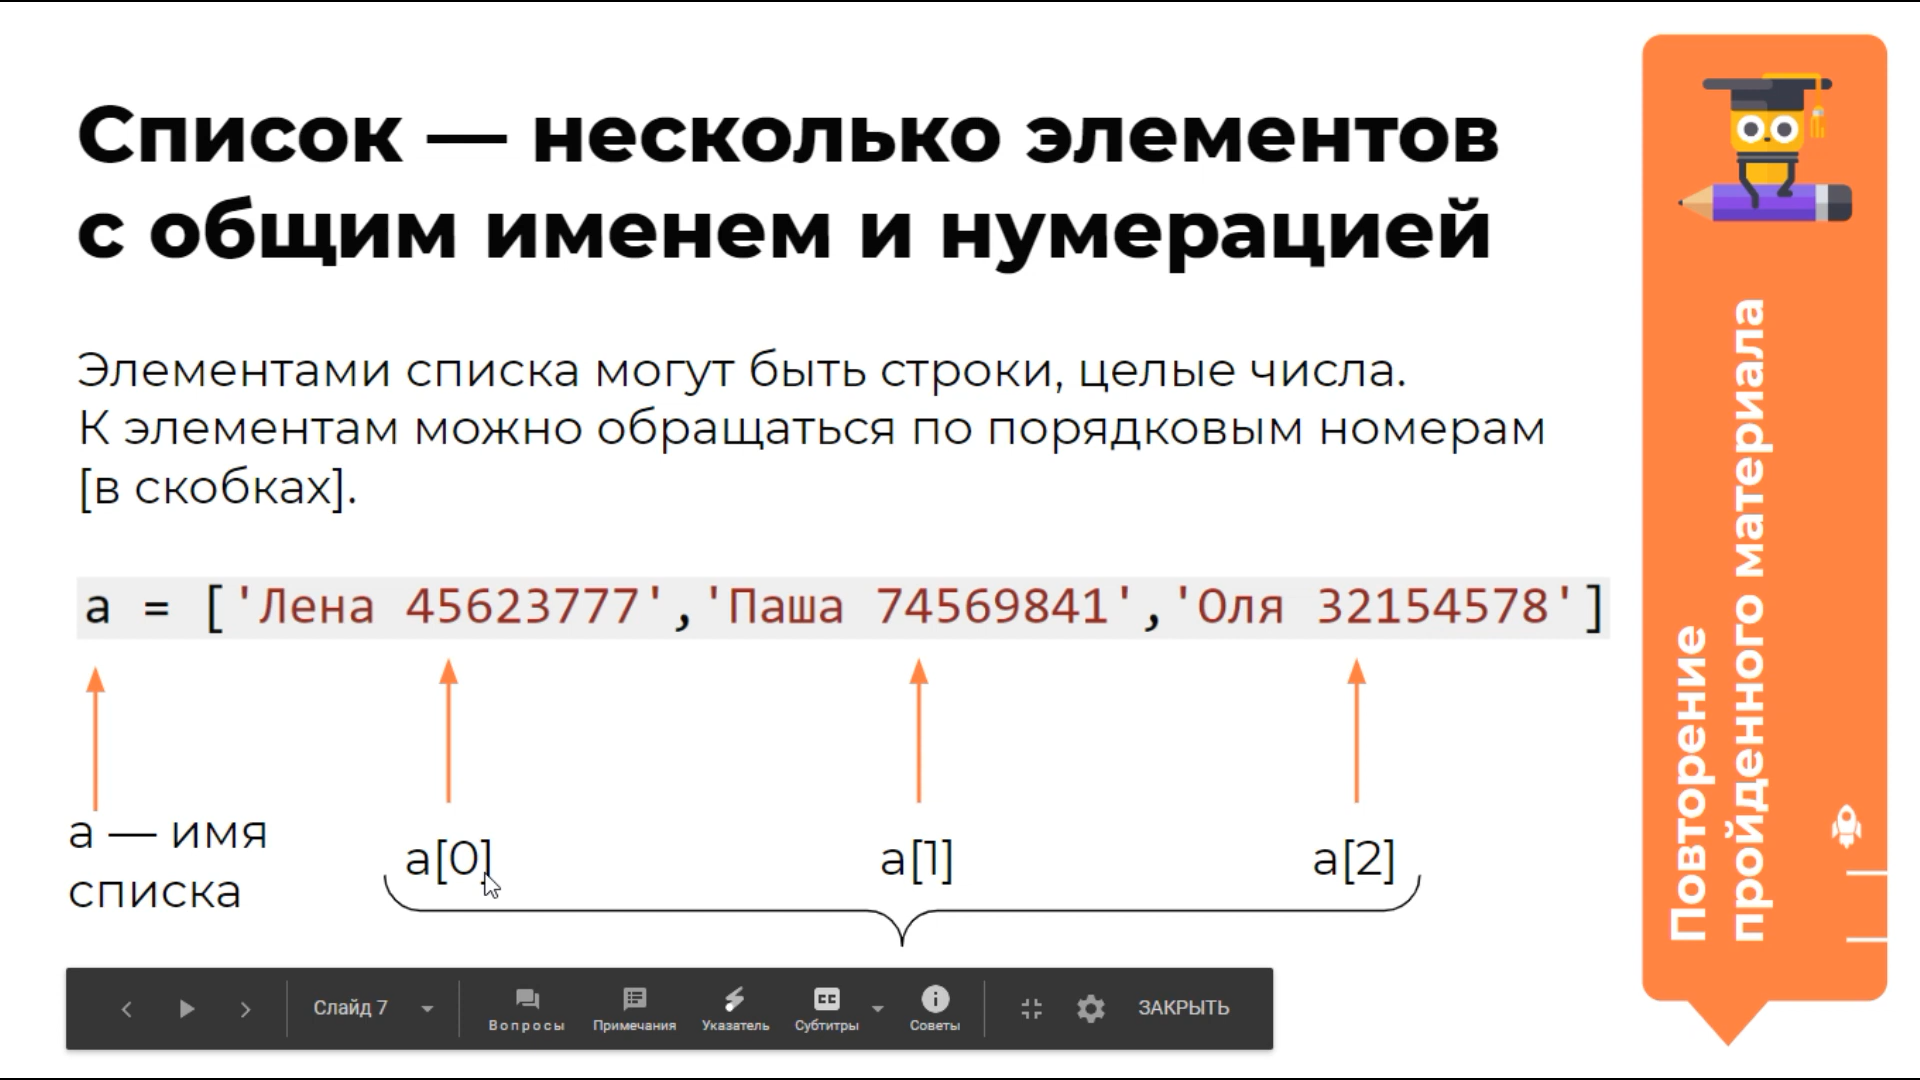 Список — несколько элементов
с общим именем и нумерацией
Элементами списка могут быть строки, целые числа.
К элементам можно обращаться по порядковым номерам
[в скобках].
a = ['Лена 45623777','Паша 74569841','Оля 32154578']
a — имя
списка
a[0]
a[1]
a[2]
Слайд 7
Вопросы
Примечания
Указатель
Субтитры
Советы
ЗАКРЫТЬ
Повторение
пройденного материала